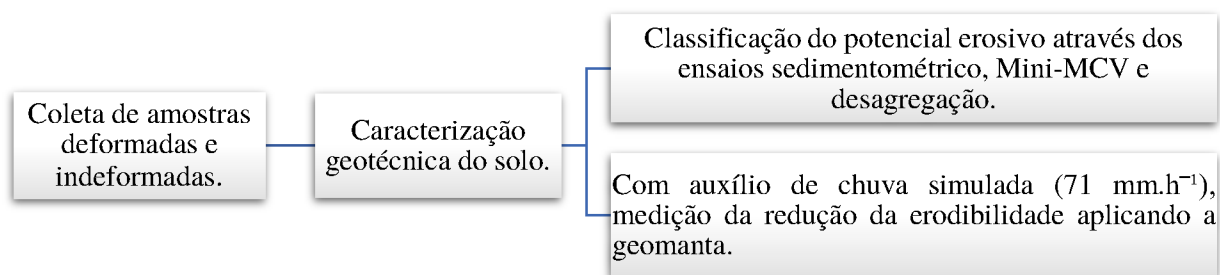 Coleta de amostras
deformadas e
indeformadas.
Caracterização
geotécnica do solo.
Classificação do potencial erosivo através dos
ensaios sedimentométrico, Mini-MCV e
desagregação.
Com auxílio de chuva simulada (71 mm.h⁻¹),
medição da redução da erodibilidade aplicando a
geomanta.